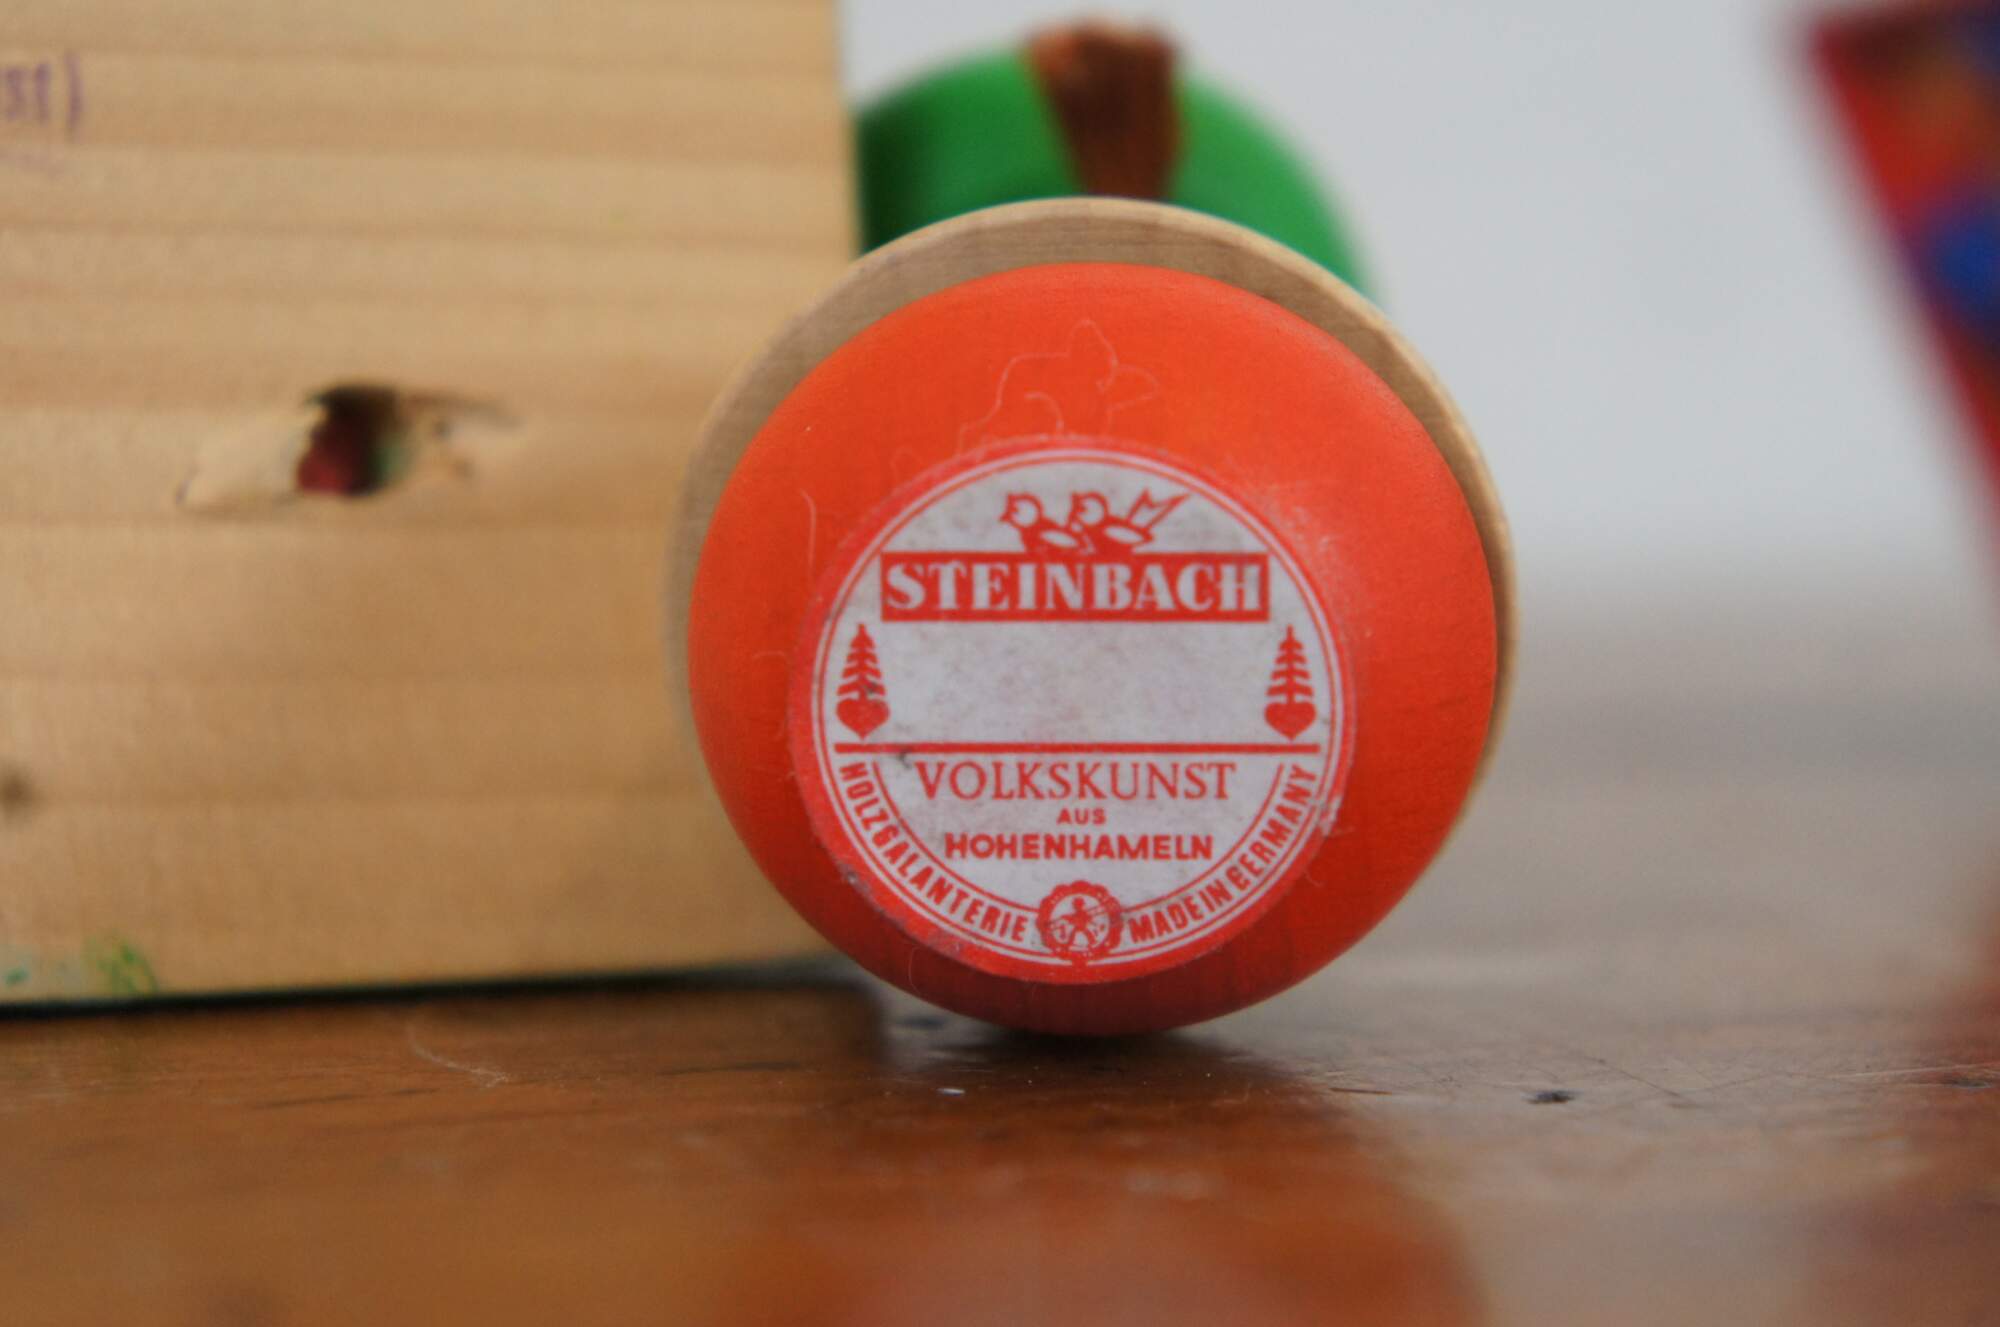 STEINBACH
VOLKSKUNST
AUS
HOHENHAMELN
HOLZGALANTERIE MADE IN GERMANY